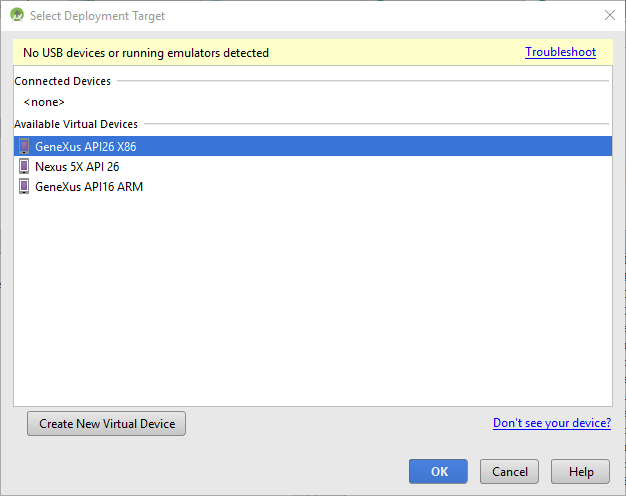 Select Deployment Target
No USB devices or running emulators detected Troubleshoot
Connected Devices
<none>
Available Virtual Devices
GeneXus API26 X86
Nexus 5X API 26
GeneXus API16 ARM
Create New Virtual Device Don't see your device?
OK Cancel Help